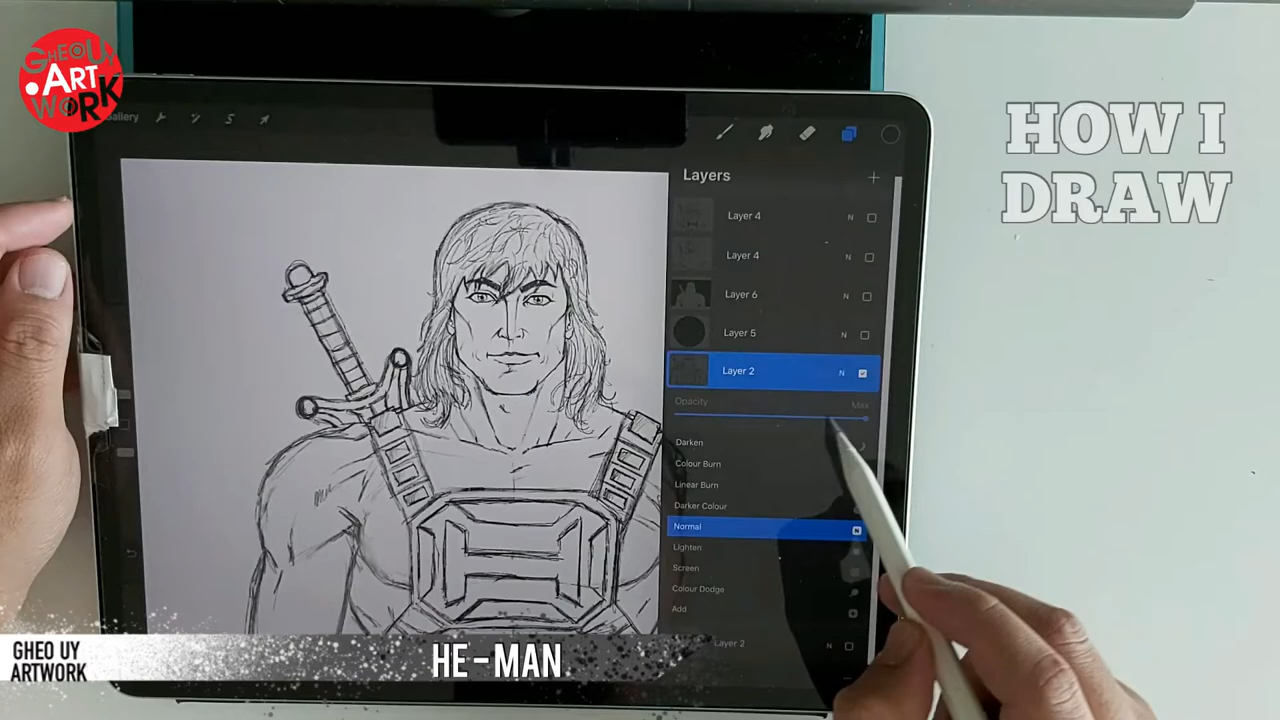 GHEO UY
.ART
WORK
HOW I
DRAW
Gallery
Layers
Layer 4
N
Layer 4
N
Layer 6
N
Layer 5
N
Layer 2
N
Opacity
Max
Darken
Colour Burn
Linear Burn
Darker Colour
Normal
N
Lighten
Screen
Colour Dodge
Add
Layer 2
N
GHEO UY
ARTWORK
HE-MAN